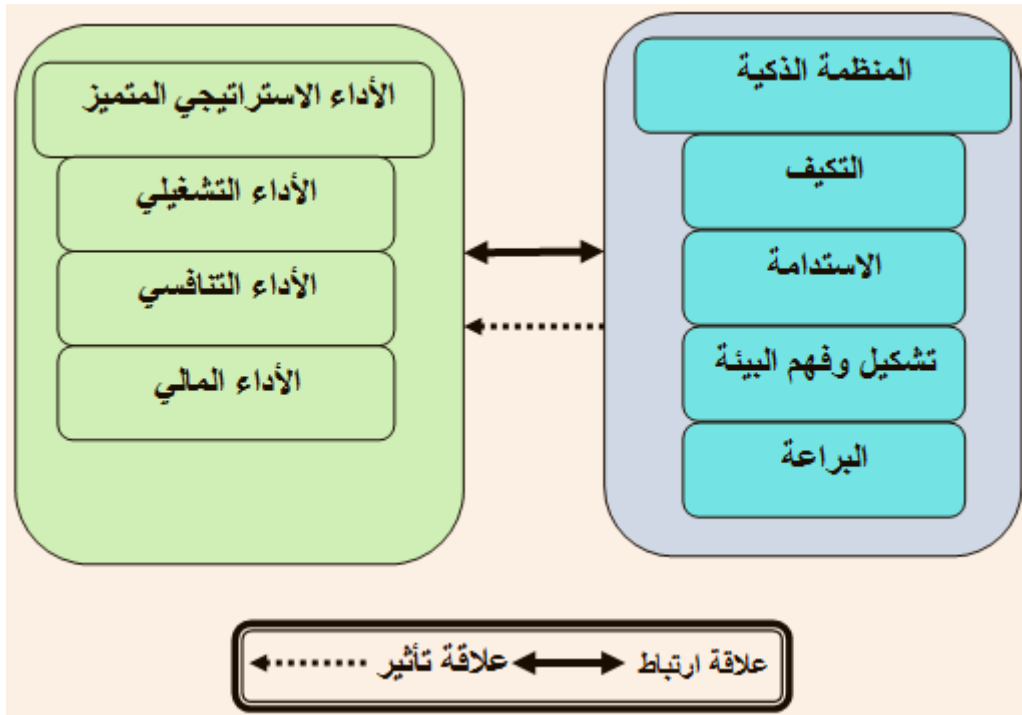 المنظمة الذكية
التكيف
الاستدامة
تشكيل وفهم البيئة
البراعة
الأداء الاستراتيجي المتميز
الأداء التشغيلي
الأداء التنافسي
الأداء المالي
علاقة ارتباط علاقة تأثير